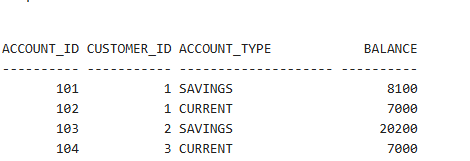 ACCOUNT_ID CUSTOMER_ID ACCOUNT_TYPE            BALANCE
---------- ----------- -------------------- ----------
       101           1 SAVINGS                    8100
       102           1 CURRENT                    7000
       103           2 SAVINGS                   20200
       104           3 CURRENT                    7000